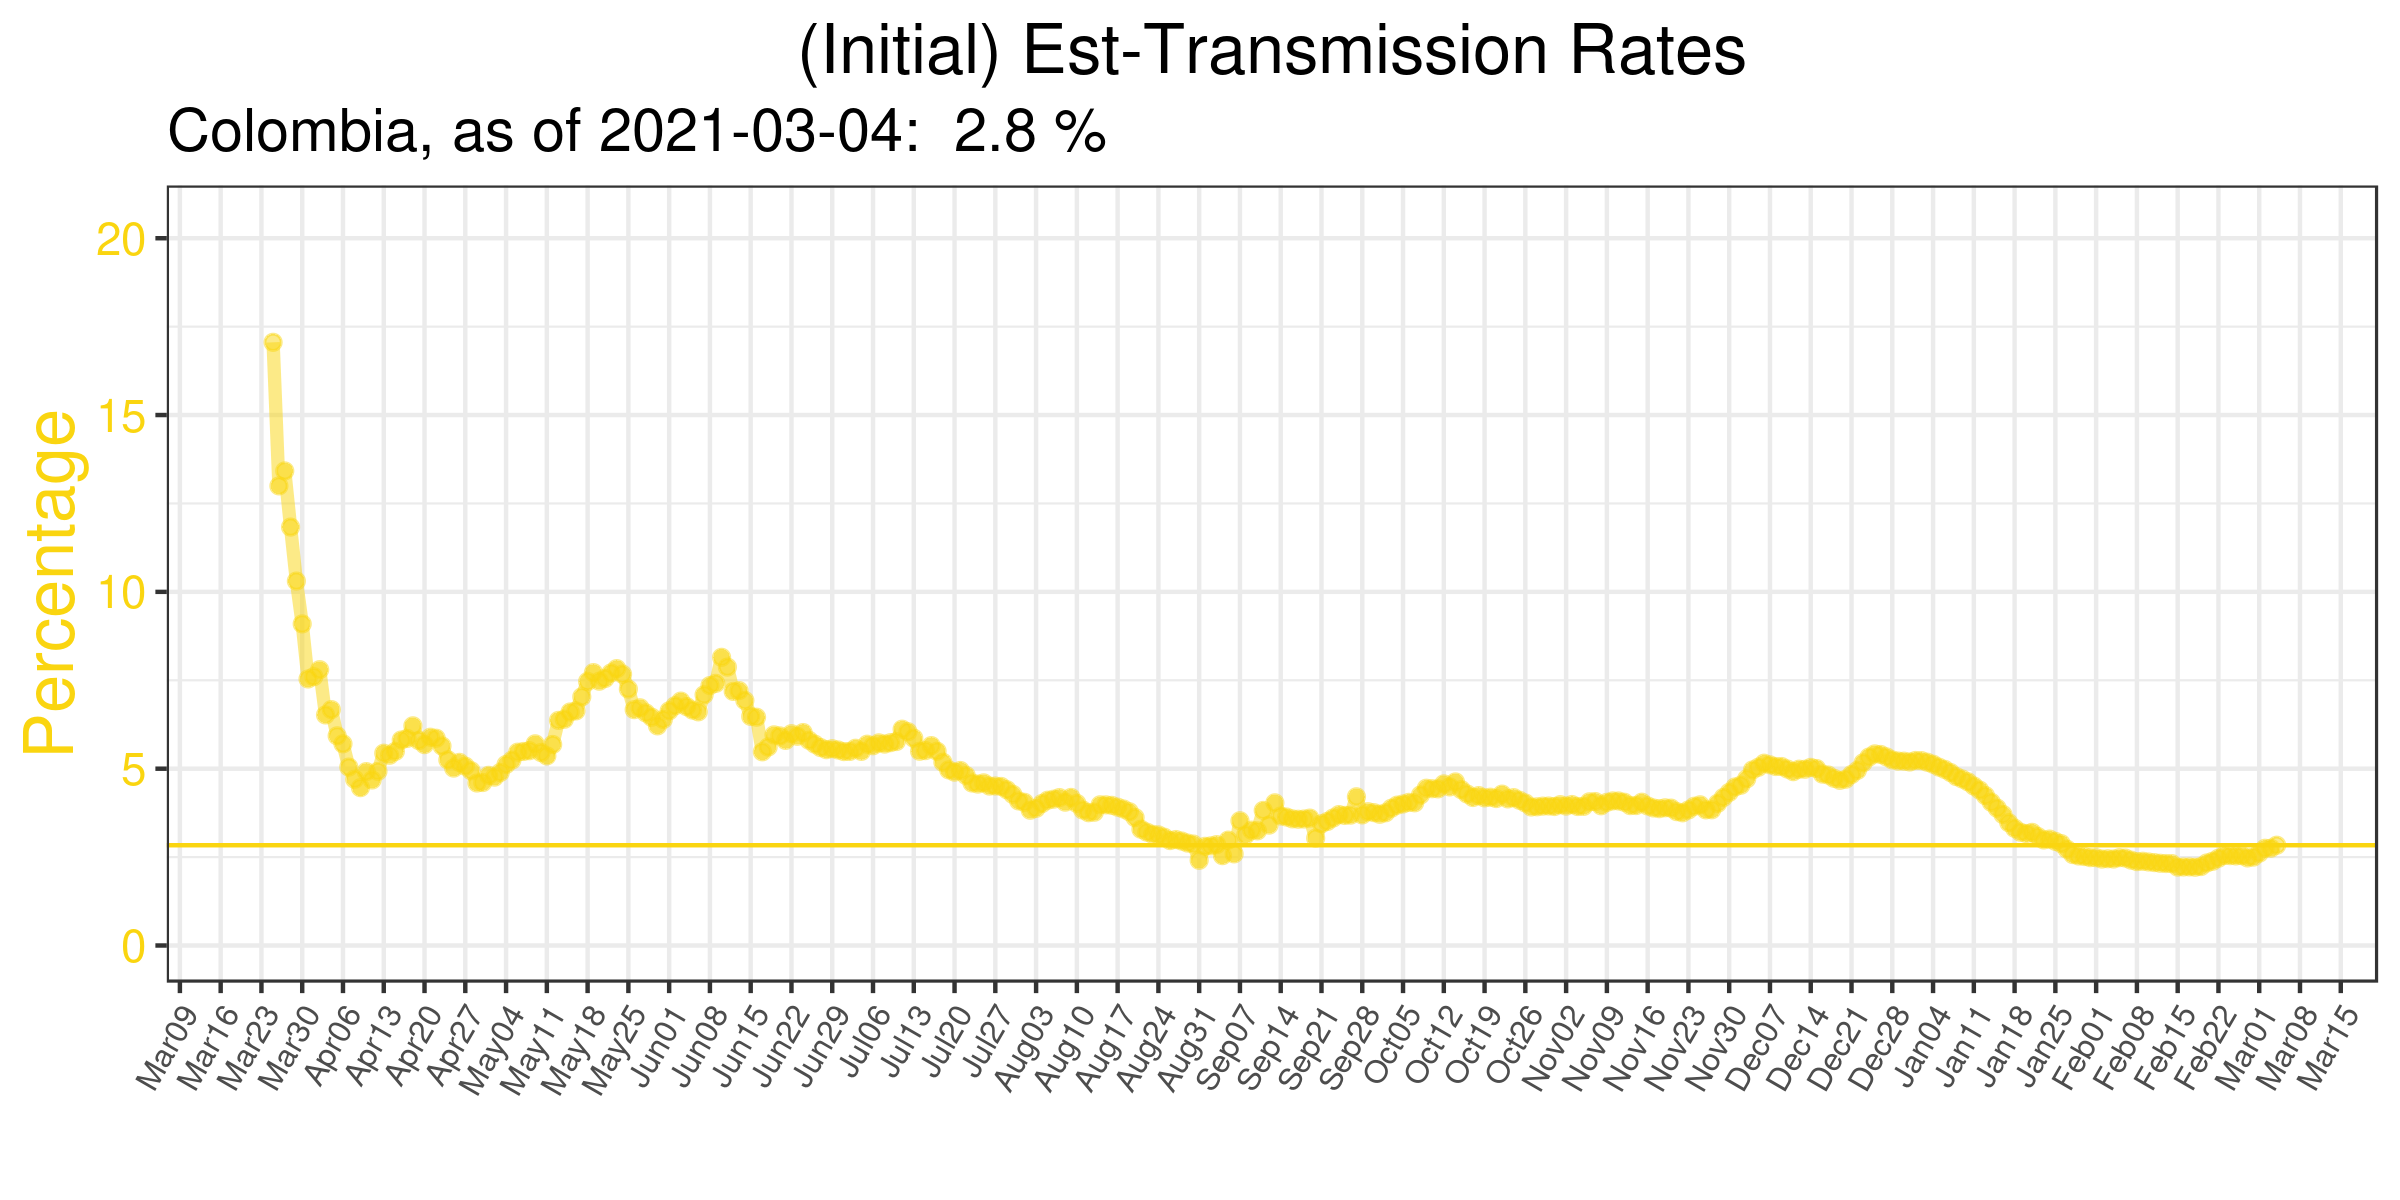 (Initial) Est-Transmission Rates
Colombia, as of 2021-03-04:  2.8 %
Percentage
20
15
10
5
0
Mar09
Mar16
Mar23
Mar30
Apr06
Apr13
Apr20
Apr27
May04
May11
May18
May25
Jun01
Jun08
Jun15
Jun22
Jun29
Jul06
Jul13
Jul20
Jul27
Aug03
Aug10
Aug17
Aug24
Aug31
Sep07
Sep14
Sep21
Sep28
Oct05
Oct12
Oct19
Oct26
Nov02
Nov09
Nov16
Nov23
Nov30
Dec07
Dec14
Dec21
Dec28
Jan04
Jan11
Jan18
Jan25
Feb01
Feb08
Feb15
Feb22
Mar01
Mar08
Mar15